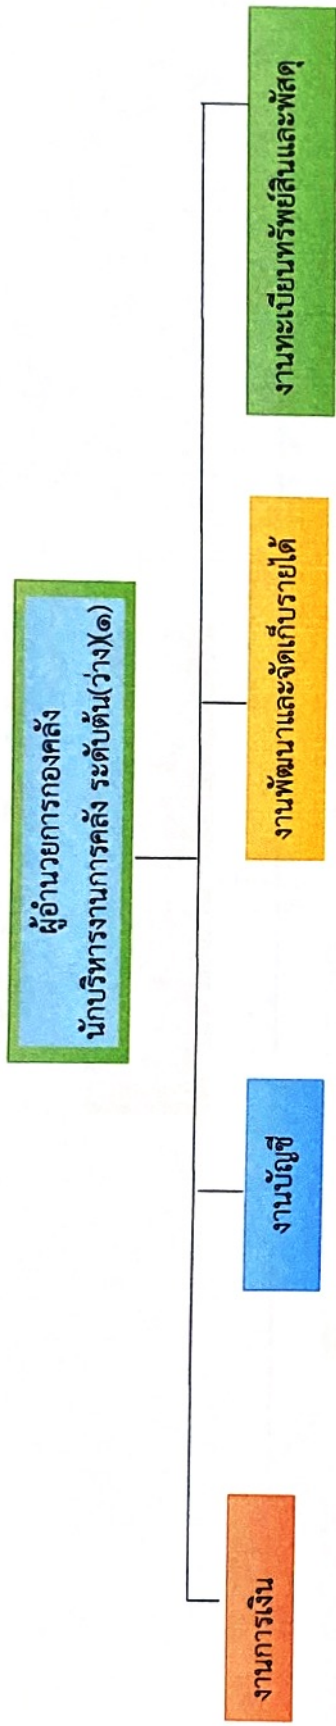 ผู้อำนวยการกองคลัง
นักบริหารงานการคลัง ระดับต้น(ว่าง)(๑)
งานการเงิน
งานบัญชี
งานพัฒนาและจัดเก็บรายได้
งานทะเบียนทรัพย์สินและพัสดุ